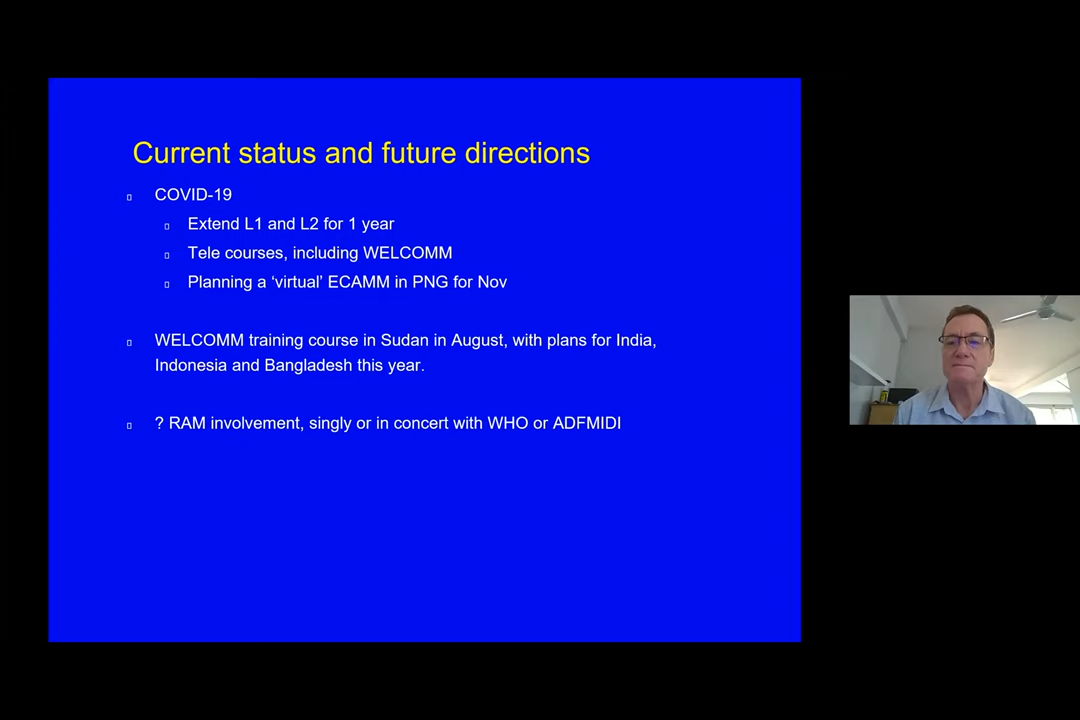 Current status and future directions
COVID-19
Extend L1 and L2 for 1 year
Tele courses, including WELCOMM
Planning a ‘virtual’ ECAMM in PNG for Nov
WELCOMM training course in Sudan in August, with plans for India,
Indonesia and Bangladesh this year.
? RAM involvement, singly or in concert with WHO or ADFMIDI